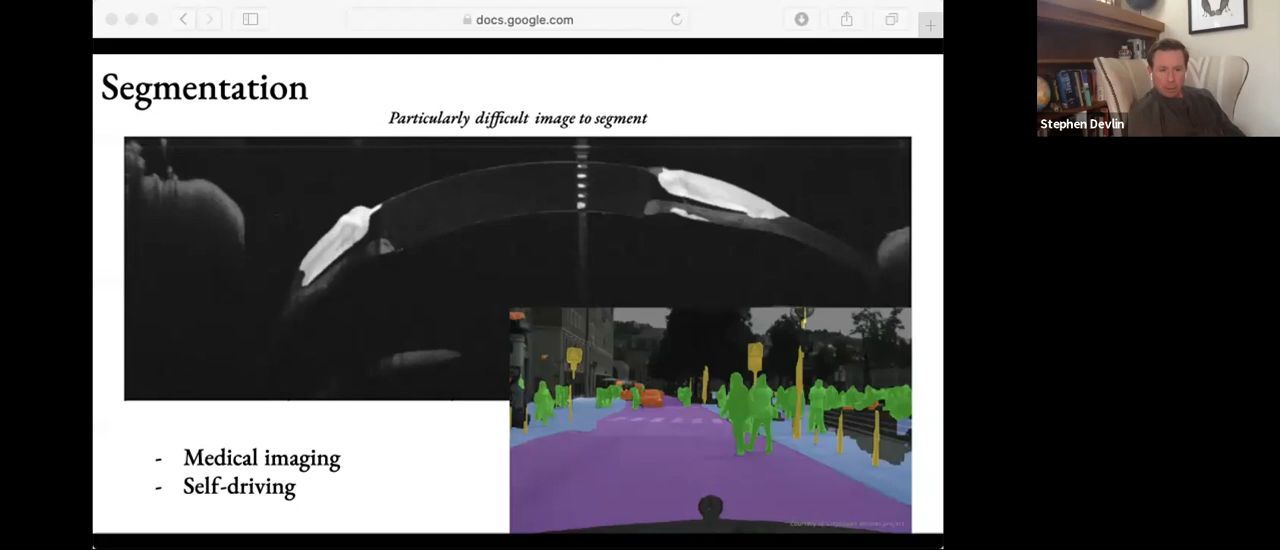 docs.google.com
Segmentation
Particularly difficult image to segment
- Medical imaging
- Self-driving
Stephen Devlin